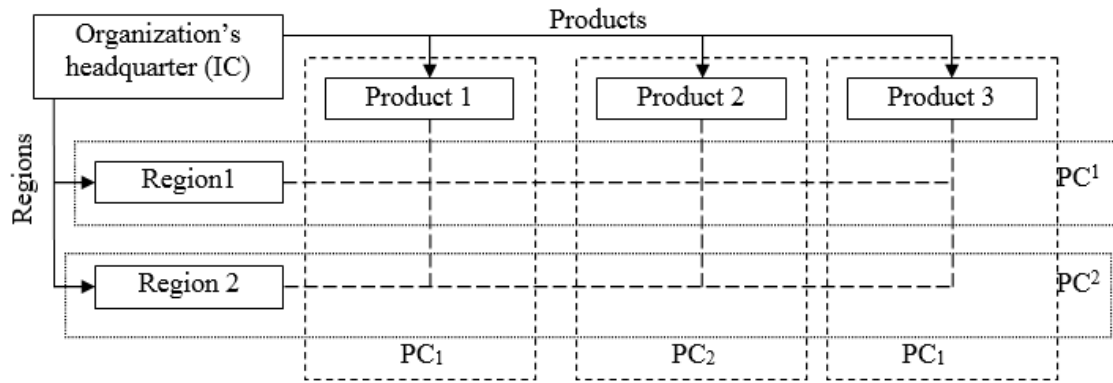 Products
Organization’s
headquarter (IC)
Product 1
Product 2
Product 3
Regions
Region1
PC¹
Region 2
PC²
PC₁
PC₂
PC₁